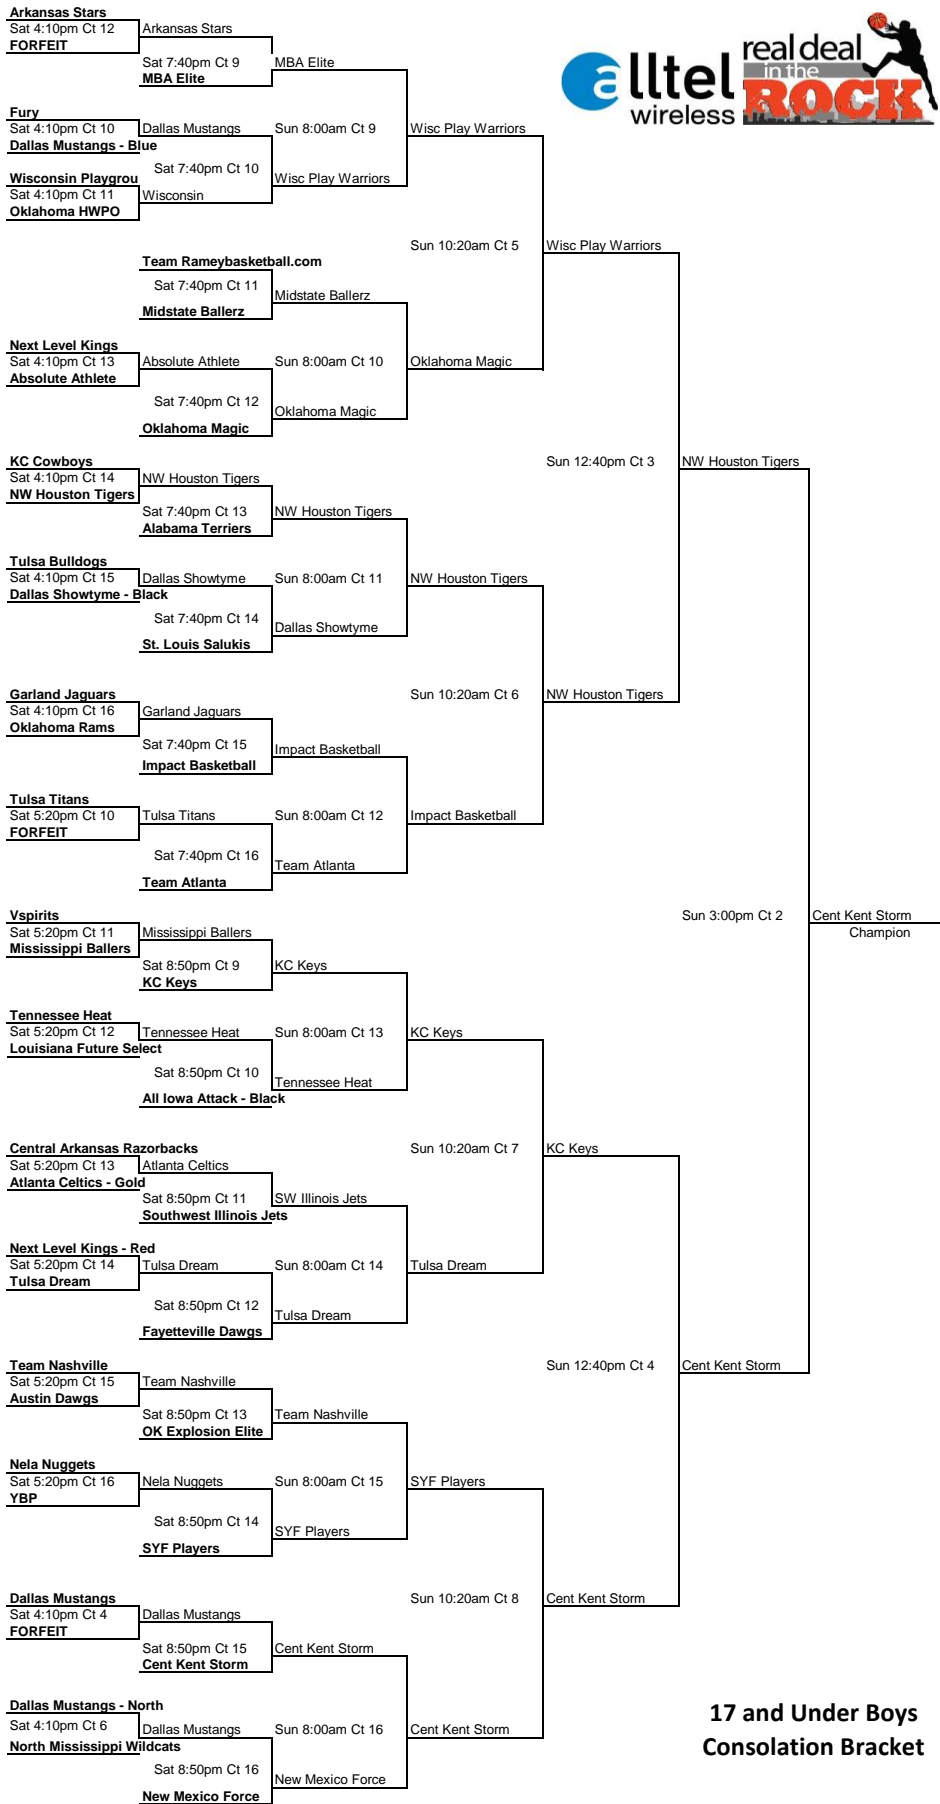 Arkansas Stars
Sat 4:10pm Ct 12 Arkansas Stars
FORFEIT
Sat 7:40pm Ct 9 MBA Elite
MBA Elite
alltel wireless
real deal in the ROCK
Fury
Sat 4:10pm Ct 10 Dallas Mustangs Sun 8:00am Ct 9 Wisc Play Warriors
Dallas Mustangs - Blue
Sat 7:40pm Ct 10
Wisconsin Playgrou Wisc Play Warriors
Sat 4:10pm Ct 11 Wisconsin
Oklahoma HWPO
Sun 10:20am Ct 5 Wisc Play Warriors
Team Rameybasketball.com
Sat 7:40pm Ct 11
Midstate Ballerz
Midstate Ballerz
Next Level Kings
Sat 4:10pm Ct 13 Absolute Athlete Sun 8:00am Ct 10 Oklahoma Magic
Absolute Athlete
Sat 7:40pm Ct 12
Oklahoma Magic
Oklahoma Magic
KC Cowboys Sun 12:40pm Ct 3 NW Houston Tigers
Sat 4:10pm Ct 14 NW Houston Tigers
NW Houston Tigers
Sat 7:40pm Ct 13 NW Houston Tigers
Alabama Terriers
Tulsa Bulldogs
Sat 4:10pm Ct 15 Dallas Showtyme Sun 8:00am Ct 11 NW Houston Tigers
Dallas Showtyme - Black
Sat 7:40pm Ct 14
Dallas Showtyme
St. Louis Salukis
Garland Jaguars Sun 10:20am Ct 6 NW Houston Tigers
Sat 4:10pm Ct 16 Garland Jaguars
Oklahoma Rams
Sat 7:40pm Ct 15 Impact Basketball
Impact Basketball
Tulsa Titans
Sat 5:20pm Ct 10 Tulsa Titans Sun 8:00am Ct 12 Impact Basketball
FORFEIT
Sat 7:40pm Ct 16
Team Atlanta
Team Atlanta
Vspirits Sun 3:00pm Ct 2 Cent Kent Storm
Sat 5:20pm Ct 11 Mississippi Ballers Champion
Mississippi Ballers
Sat 8:50pm Ct 9 KC Keys
KC Keys
Tennessee Heat
Sat 5:20pm Ct 12 Tennessee Heat Sun 8:00am Ct 13 KC Keys
Louisiana Future Select
Sat 8:50pm Ct 10
Tennessee Heat
All Iowa Attack - Black
Central Arkansas Razorbacks Sun 10:20am Ct 7 KC Keys
Sat 5:20pm Ct 13 Atlanta Celtics
Atlanta Celtics - Gold
Sat 8:50pm Ct 11 SW Illinois Jets
Southwest Illinois Jets
Next Level Kings - Red
Sat 5:20pm Ct 14 Tulsa Dream Sun 8:00am Ct 14 Tulsa Dream
Tulsa Dream
Sat 8:50pm Ct 12
Tulsa Dream
Fayetteville Dawgs
Team Nashville Sun 12:40pm Ct 4 Cent Kent Storm
Sat 5:20pm Ct 15 Team Nashville
Austin Dawgs
Sat 8:50pm Ct 13 Team Nashville
OK Explosion Elite
Nela Nuggets
Sat 5:20pm Ct 16 Nela Nuggets Sun 8:00am Ct 15 SYF Players
YBP
Sat 8:50pm Ct 14
SYF Players
SYF Players
Dallas Mustangs Sun 10:20am Ct 8 Cent Kent Storm
Sat 4:10pm Ct 4 Dallas Mustangs
FORFEIT
Sat 8:50pm Ct 15 Cent Kent Storm
Cent Kent Storm
Dallas Mustangs - North
Sat 4:10pm Ct 6 Dallas Mustangs Sun 8:00am Ct 16 Cent Kent Storm
North Mississippi Wildcats
Sat 8:50pm Ct 16
New Mexico Force
New Mexico Force
17 and Under Boys
Consolation Bracket